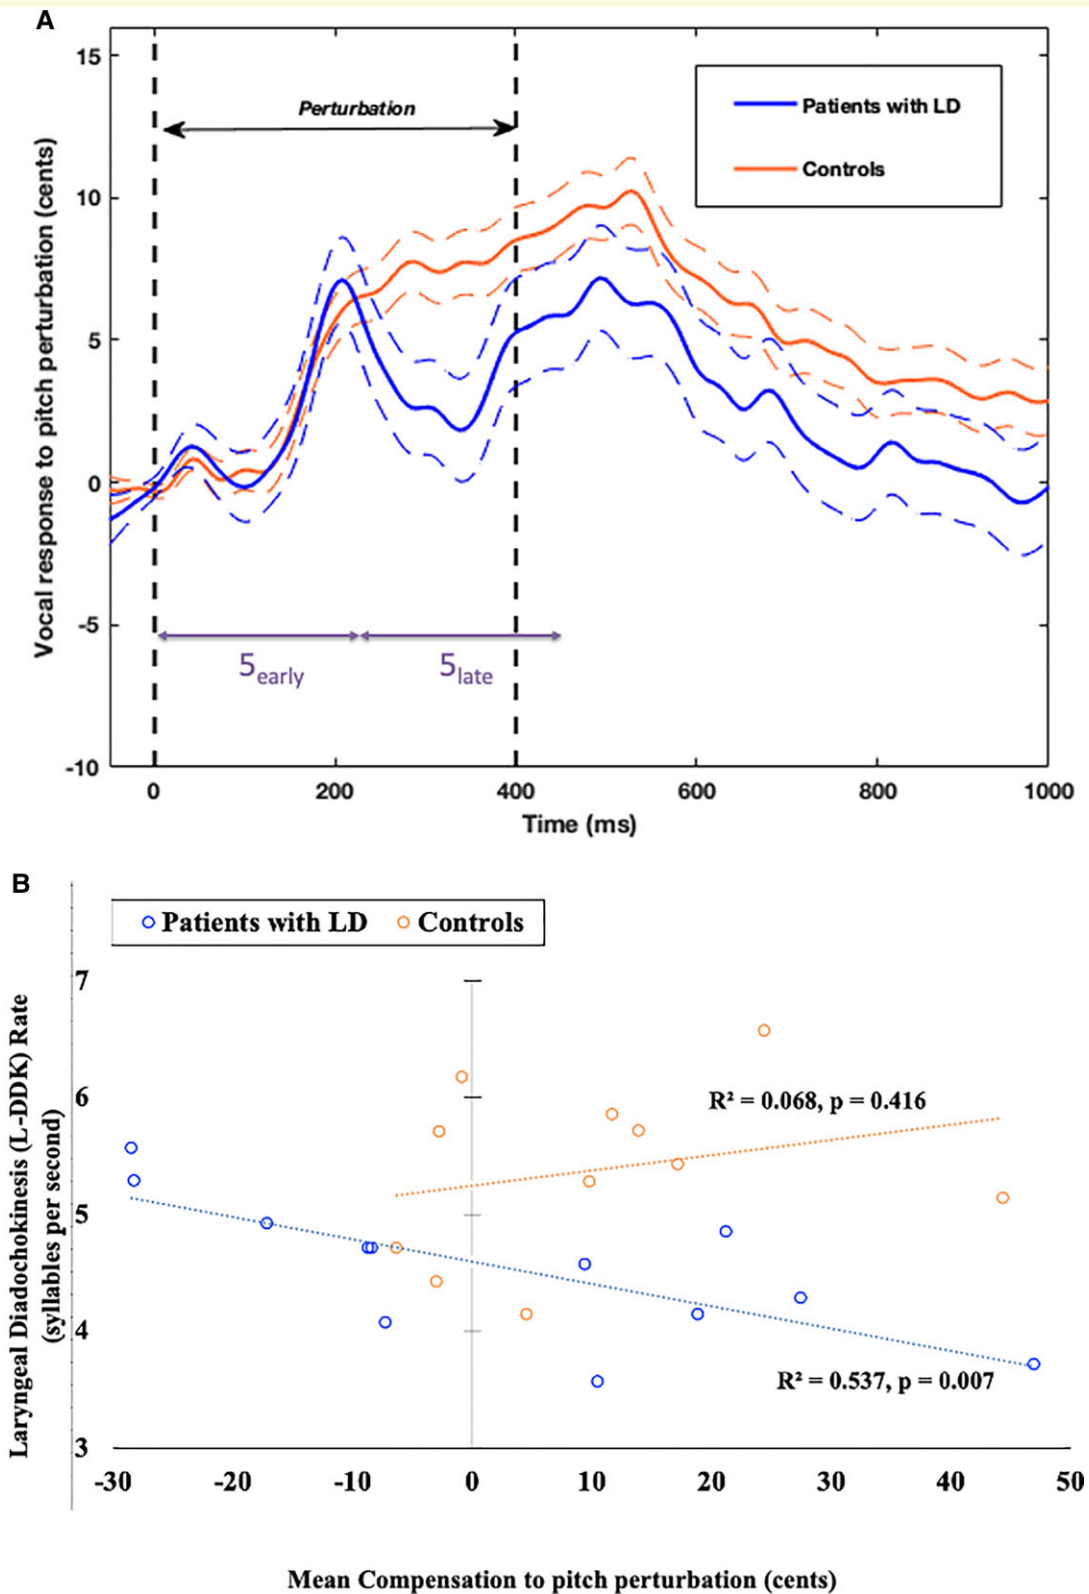 A
Vocal response to pitch perturbation (cents)
15
10
5
0
-5
-10
Perturbation
Patients with LD
Controls
5early
5late
0 200 400 600 800 1000
Time (ms)
B
Patients with LD Controls
Laryngeal Diadochokinesis (L-DDK) Rate
(syllables per second)
7
6
5
4
3
R² = 0.068, p = 0.416
R² = 0.537, p = 0.007
-30 -20 -10 0 10 20 30 40 50
Mean Compensation to pitch perturbation (cents)